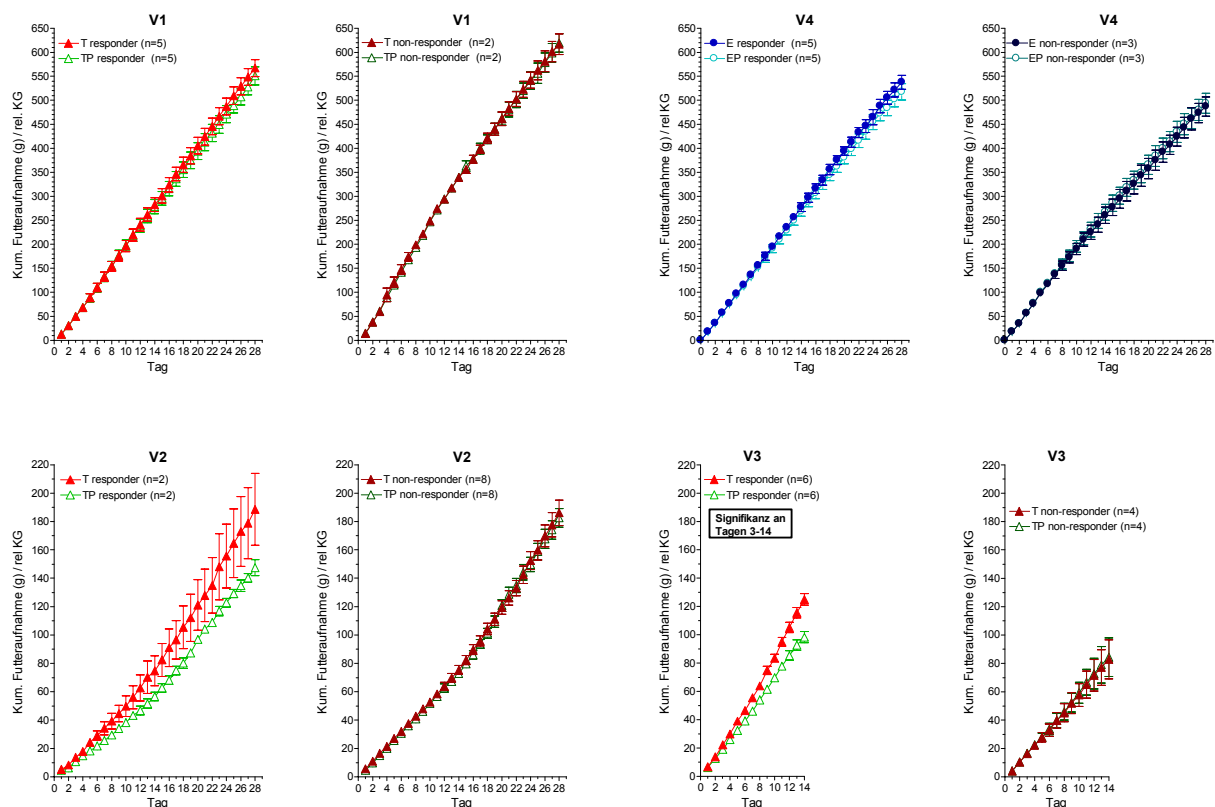 V1
T responder (n=5)
TP responder (n=5)
Kum. Futteraufnahme (g) / rel. KG
650
600
550
500
450
400
350
300
250
200
150
100
50
0
0 2 4 6 8 10 12 14 16 18 20 22 24 26 28
Tag
V1
T non-responder (n=2)
TP non-responder (n=2)
Kum. Futteraufnahme (g) / rel. KG
650
600
550
500
450
400
350
300
250
200
150
100
50
0
0 2 4 6 8 10 12 14 16 18 20 22 24 26 28
Tag
V4
E responder (n=5)
EP responder (n=5)
Kum. Futteraufnahme (g) / rel. KG
650
600
550
500
450
400
350
300
250
200
150
100
50
0
0 2 4 6 8 10 12 14 16 18 20 22 24 26 28
Tag
V4
E non-responder (n=3)
EP non-responder (n=3)
Kum. Futteraufnahme (g) / rel. KG
650
600
550
500
450
400
350
300
250
200
150
100
50
0
0 2 4 6 8 10 12 14 16 18 20 22 24 26 28
Tag
V2
T responder (n=2)
TP responder (n=2)
Kum. Futteraufnahme (g) / rel KG
220
200
180
160
140
120
100
80
60
40
20
0
0 2 4 6 8 10 12 14 16 18 20 22 24 26 28
Tag
V2
T non-responder (n=8)
TP non-responder (n=8)
Kum. Futteraufnahme (g) / rel KG
220
200
180
160
140
120
100
80
60
40
20
0
0 2 4 6 8 10 12 14 16 18 20 22 24 26 28
Tag
V3
T responder (n=6)
TP responder (n=6)
Signifikanz an
Tagen 3-14
Kum. Futteraufnahme (g) / rel KG
220
200
180
160
140
120
100
80
60
40
20
0
0 2 4 6 8 10 12 14
Tag
V3
T non-responder (n=4)
TP non-responder (n=4)
Kum. Futteraufnahme (g) / rel KG
220
200
180
160
140
120
100
80
60
40
20
0
0 2 4 6 8 10 12 14
Tag